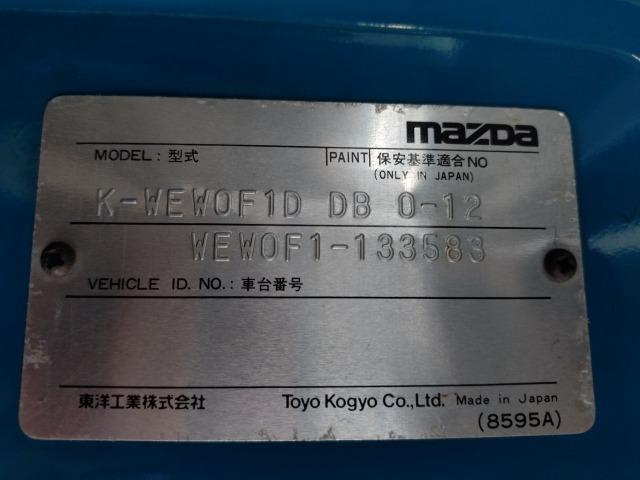 mazda
MODEL : 型式 PAINT 保安基準適合NO
(ONLY IN JAPAN)
K-WEW0F1D DB 0-12
WEW0F1-133583
VEHICLE ID. NO. : 車台番号
東洋工業株式会社 Toyo Kogyo Co., Ltd. Made in Japan
(8595A)